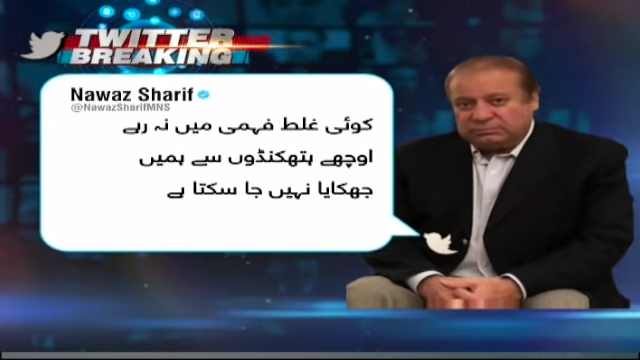 TWITTER
BREAKING
Nawaz Sharif
@NawazSharifMNS
کوئی غلط فہمی میں نہ رہے
اوچھے ہتھکنڈوں سے ہمیں
جھکایا نہیں جا سکتا ہے